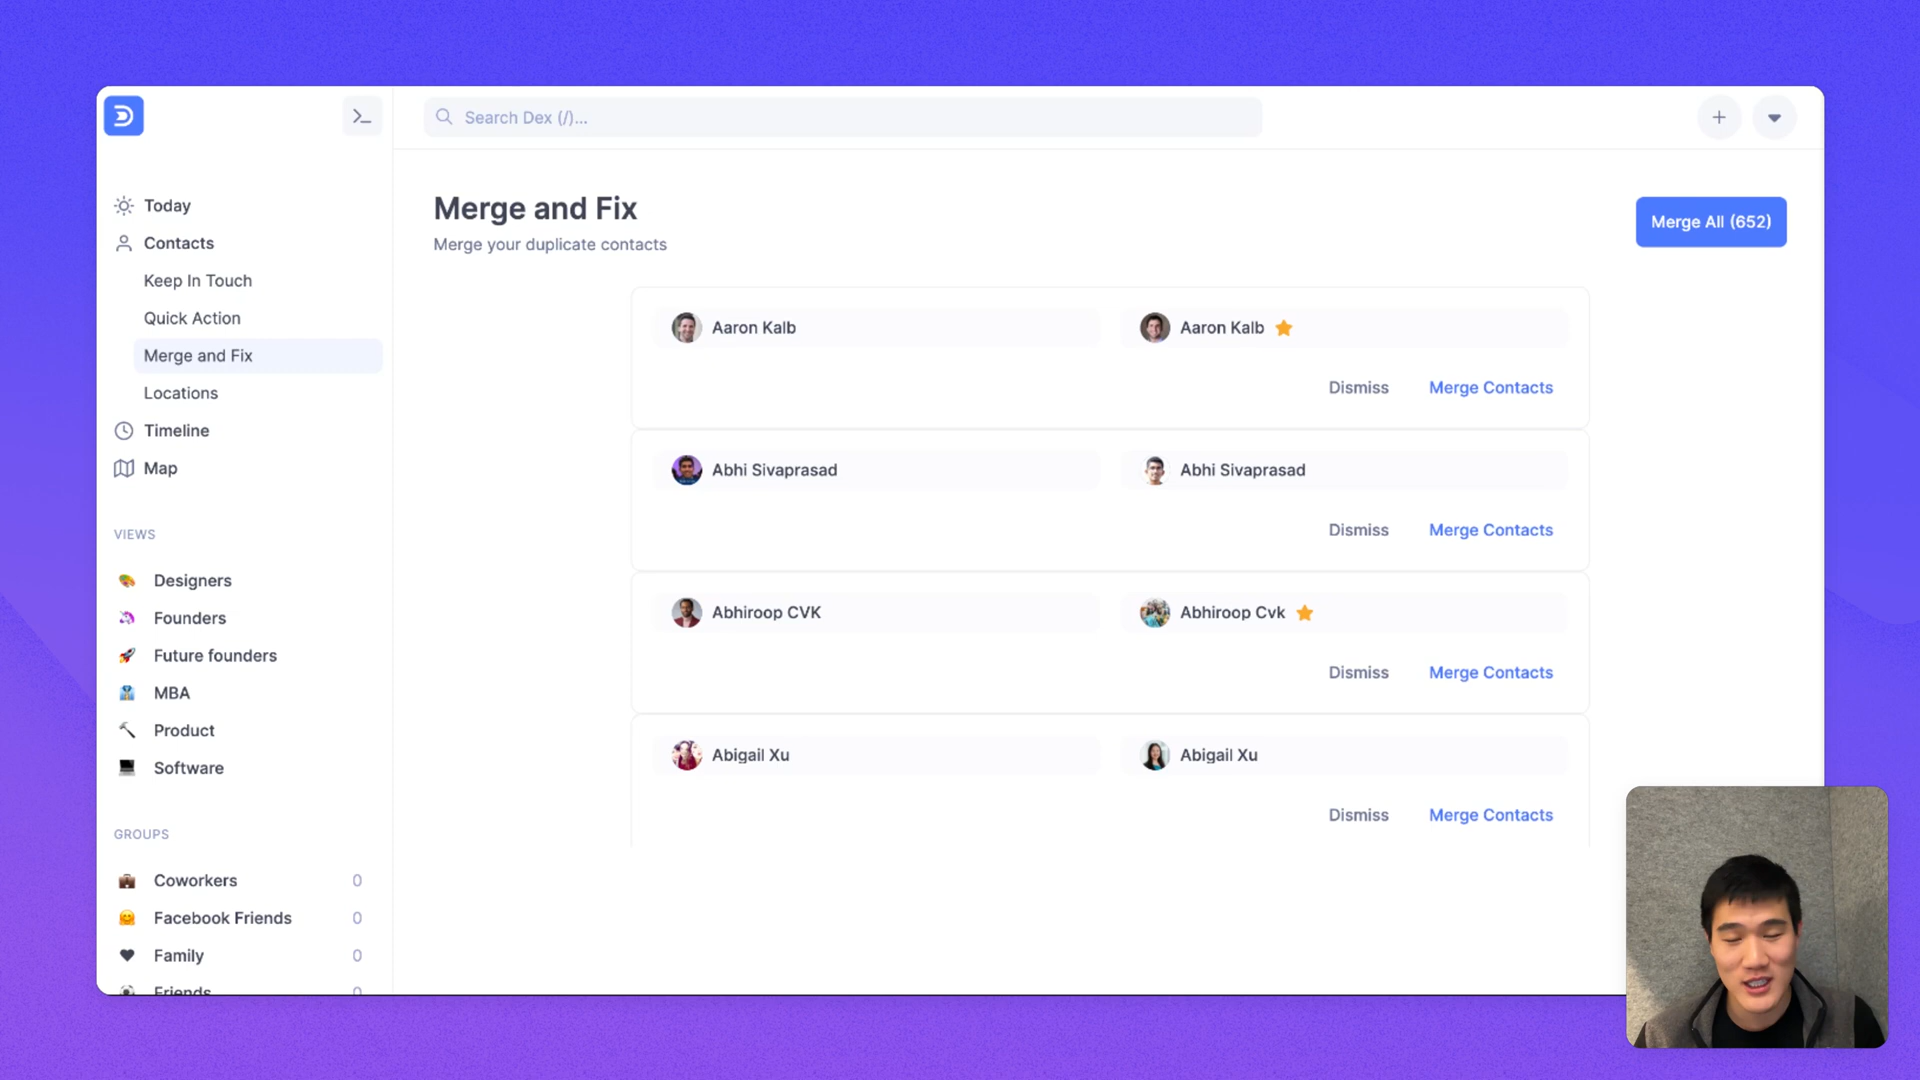 Search Dex (/)...
Today
Contacts
Keep In Touch
Quick Action
Merge and Fix
Locations
Timeline
Map
VIEWS
Designers
Founders
Future founders
MBA
Product
Software
GROUPS
Coworkers 0
Facebook Friends 0
Family 0
Friends 0
Merge and Fix
Merge your duplicate contacts
Merge All (652)
Aaron Kalb Aaron Kalb
Dismiss Merge Contacts
Abhi Sivaprasad Abhi Sivaprasad
Dismiss Merge Contacts
Abhiroop CVK Abhiroop Cvk
Dismiss Merge Contacts
Abigail Xu Abigail Xu
Dismiss Merge Contacts